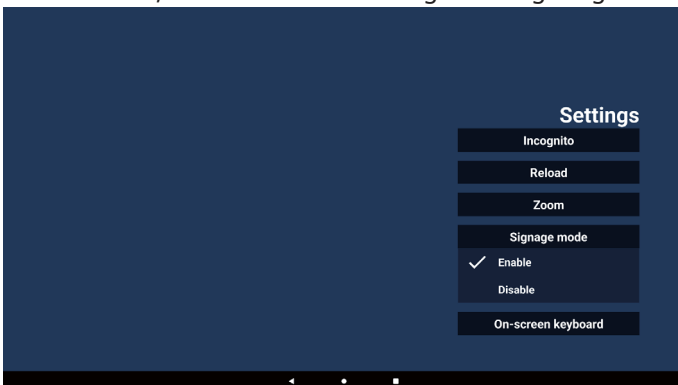 Settings
Incognito
Reload
Zoom
Signage mode
Enable
Disable
On-screen keyboard